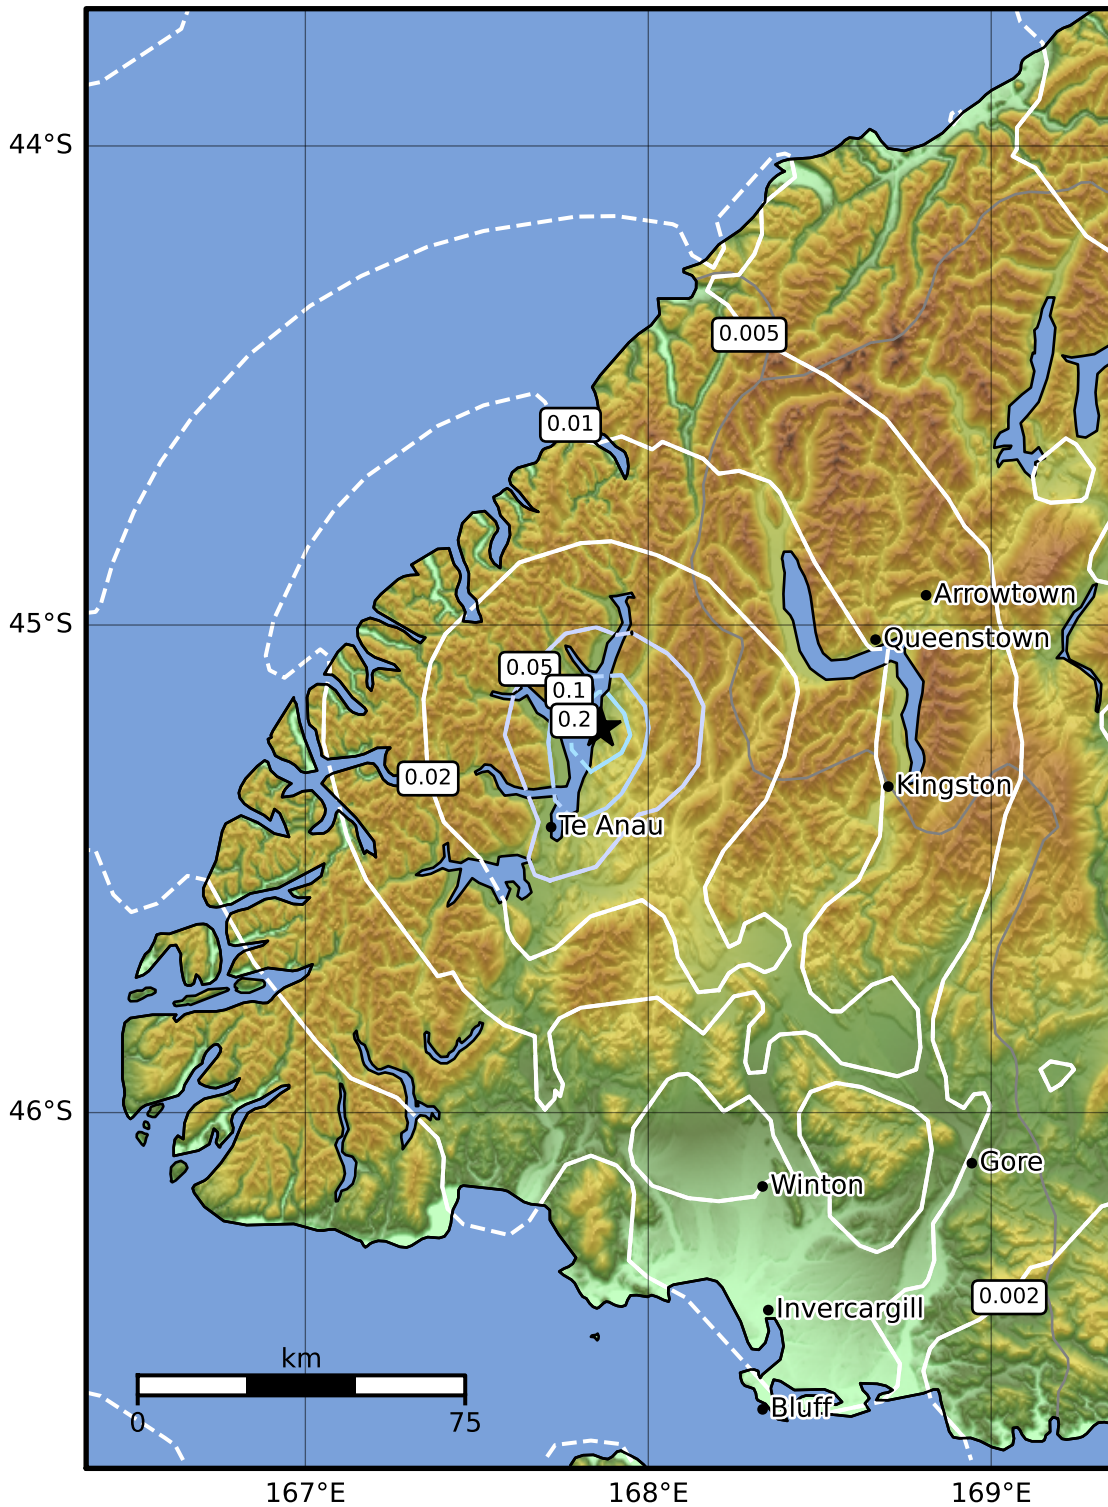 44°S
0.005
0.01
Arrowtown
45°S
Queenstown
0.05
0.1
0.2
0.02
Kingston
Te Anau
46°S
Gore
Winton
0.002
Invercargill
km
0 75
Bluff
167°E 168°E 169°E